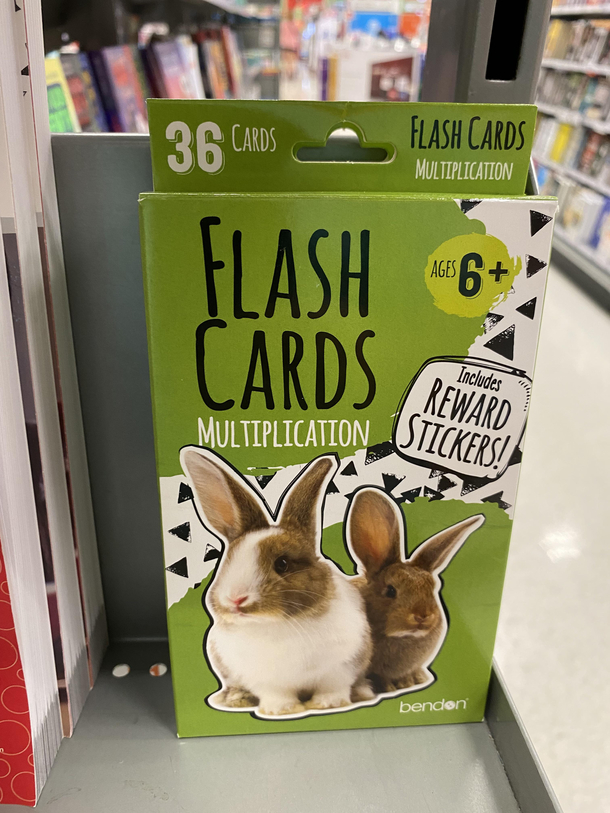 36 CARDS
FLASH CARDS
MULTIPLICATION
FLASH
CARDS
MULTIPLICATION
AGES 6+
Includes
REWARD
STICKERS!
bendon